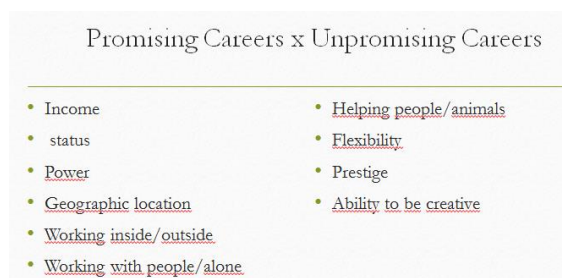 Promising Careers x Unpromising Careers
• Income
• status
• Power
• Geographic location
• Working inside/outside
• Working with people/alone
• Helping people/animals
• Flexibility
• Prestige
• Ability to be creative